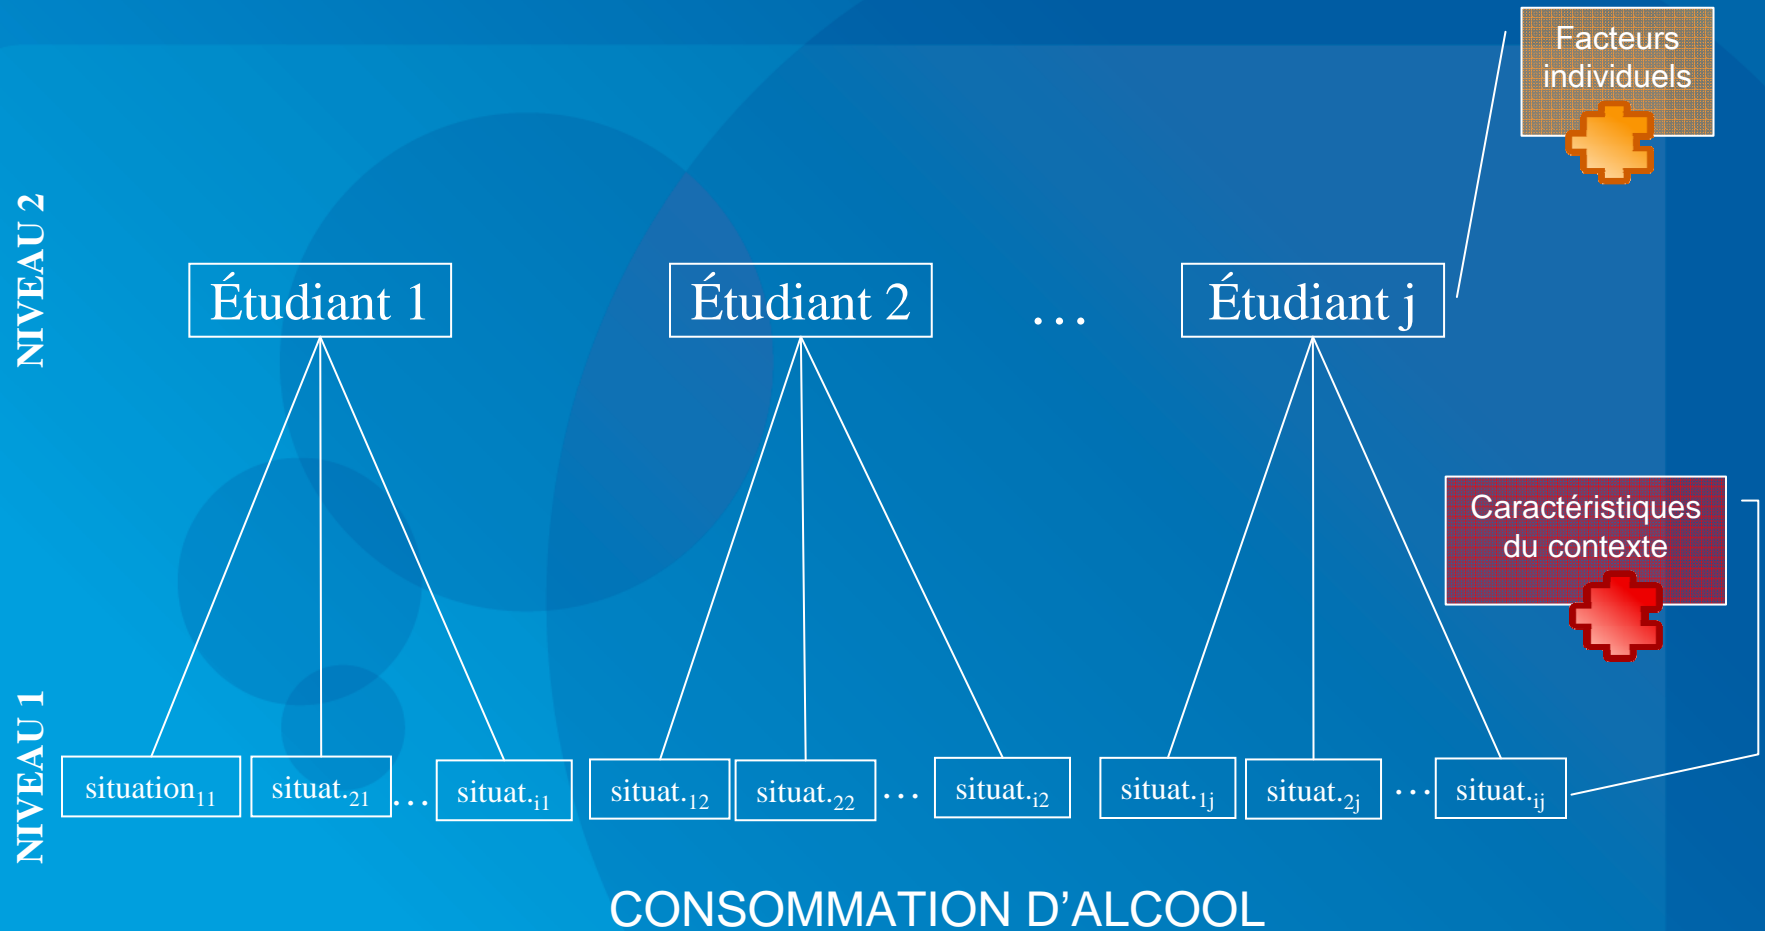 Facteurs
individuels
NIVEAU 2
Étudiant 1
Étudiant 2
...
Étudiant j
Caractéristiques
du contexte
NIVEAU 1
situation₁₁
situat.₂₁
...
situat.ᵢ₁
situat.₁₂
situat.₂₂
...
situat.ᵢ₂
situat.₁ⱼ
situat.₂ⱼ
...
situat.ᵢⱼ
CONSOMMATION D’ALCOOL